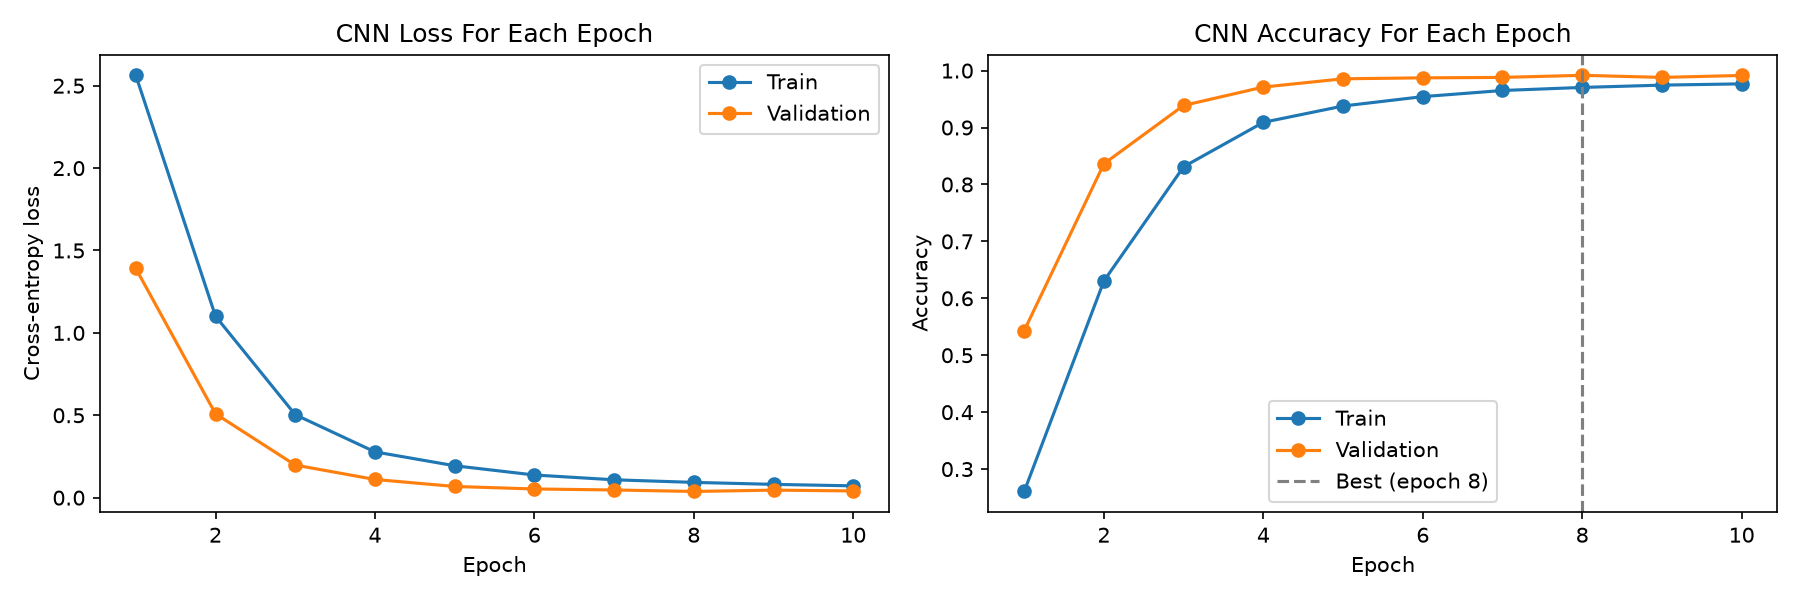 CNN Loss For Each Epoch
Train
Validation
2.5
2.0
1.5
1.0
0.5
0.0
Cross-entropy loss
2 4 6 8 10
Epoch
CNN Accuracy For Each Epoch
1.0
0.9
0.8
0.7
0.6
0.5
0.4
0.3
Accuracy
Train
Validation
Best (epoch 8)
2 4 6 8 10
Epoch